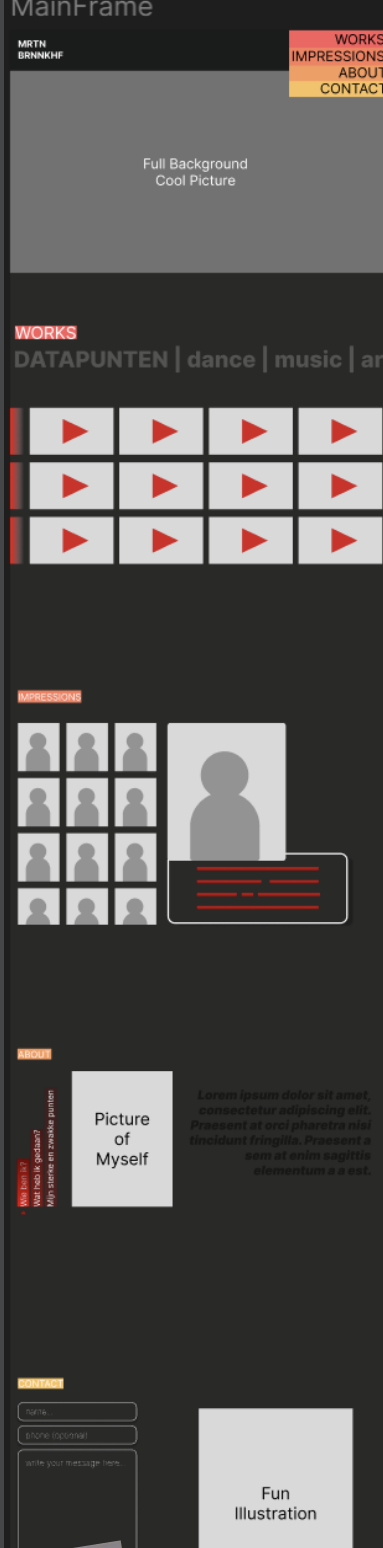 MainFrame
MRTN
BRNNKHF
WORKS
IMPRESSIONS
ABOUT
CONTACT
Full Background
Cool Picture
WORKS
DATAPUNTEN | dance | music | ar
IMPRESSIONS
ABOUT
Wie ben ik?
Wat heb ik gedaan?
Mijn sterke en zwakke punten
Picture
of
Myself
Lorem ipsum dolor sit amet,
consectetur adipiscing elit.
Praesent at orci pharetra nisl
tincidunt fringilla. Praesent a
sem at enim sagittis
elementum a a est.
CONTACT
name...
phone (optional)
write your message here...
Fun
Illustration